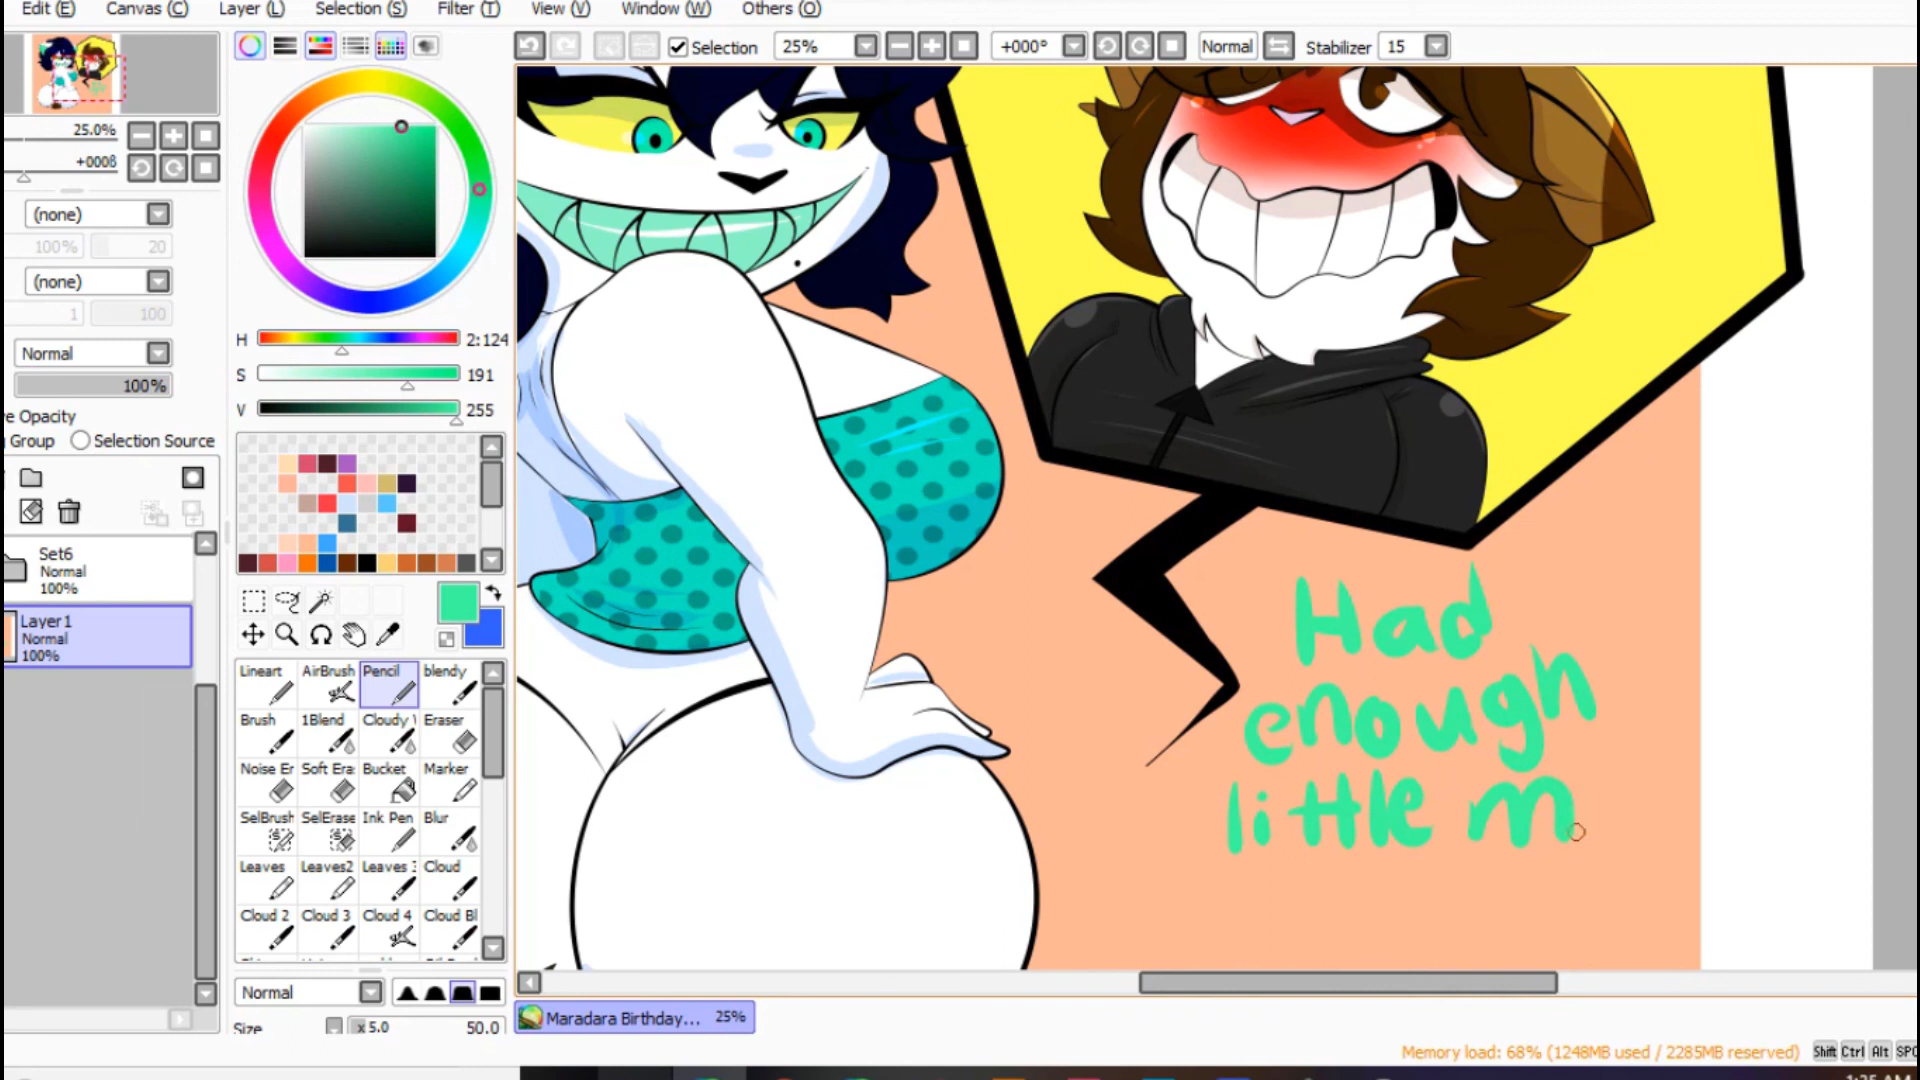 Edit (E) Canvas (C) Layer (L) Selection (S) Filter (T) View (V) Window (W) Others (O)
Selection 25% +000° Normal Stabilizer 15
25.0%
+000ß
(none)
100% 20
(none)
1 100
Normal
100%
e Opacity
Group Selection Source
Set6
Normal
100%
Layer1
Normal
100%
H 2:124
S 191
V 255
Lineart AirBrush Pencil blendy
Brush 1Blend Cloudy Eraser
Noise Er Soft Era: Bucket Marker
SelBrush SelErase Ink Pen Blur
Leaves Leaves2 Leaves Cloud
Cloud 2 Cloud 3 Cloud 4 Cloud Bl
Normal
Size x 5.0 50.0
Had
enough
little m
Maradara Birthday... 25%
Memory load: 68% (1248MB used / 2285MB reserved) Shift Ctrl Alt SPC